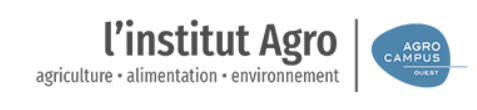 l'institut Agro
agriculture • alimentation • environnement
AGRO
CAMPUS
OUEST